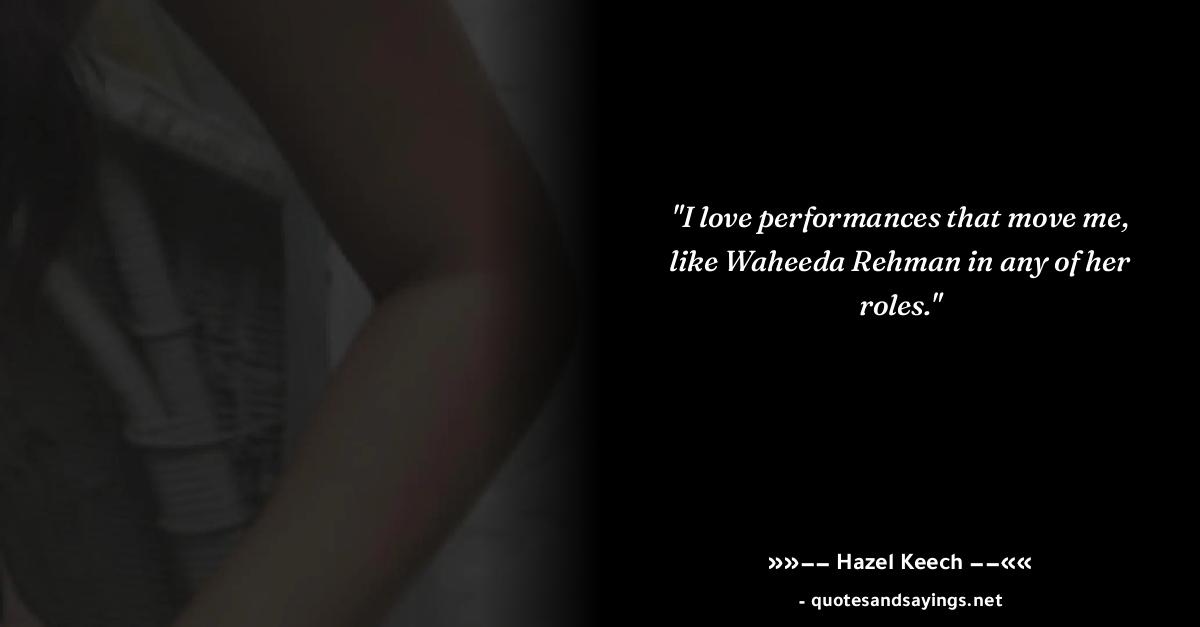 "I love performances that move me,
like Waheeda Rehman in any of her
roles."
»»-- Hazel Keech --««
- quotesandsayings.net